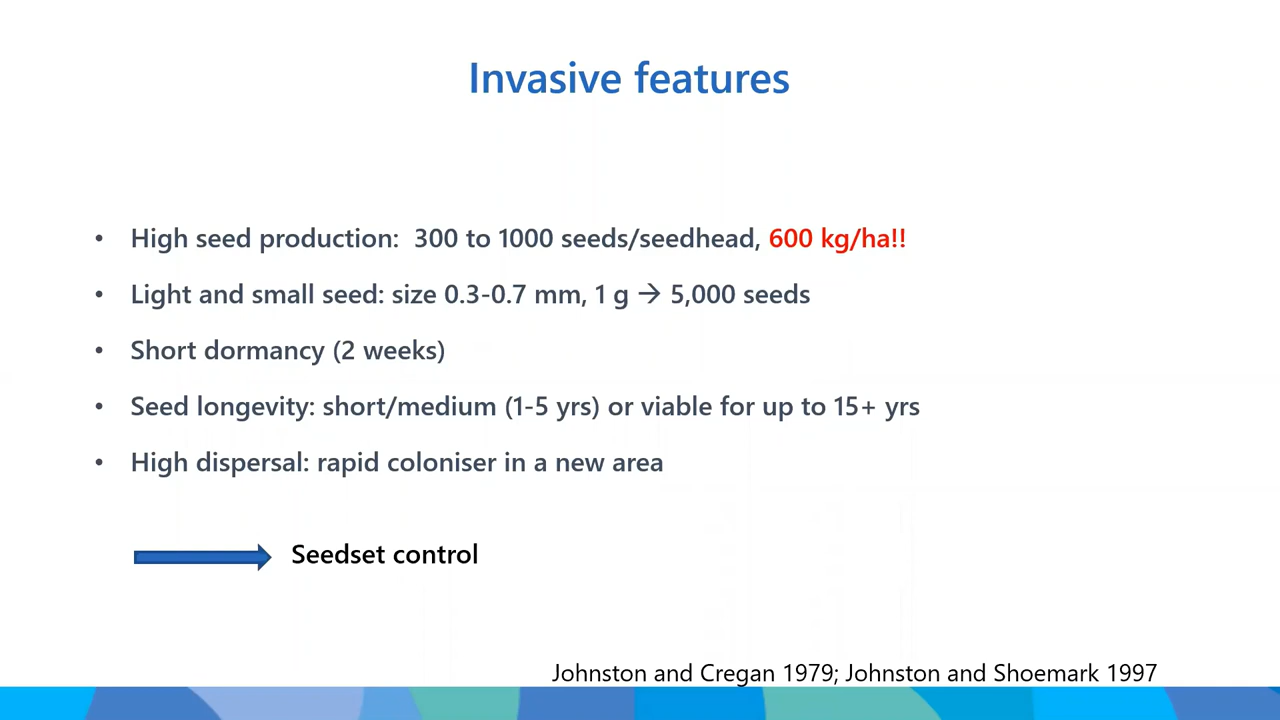 Invasive features
• High seed production: 300 to 1000 seeds/seedhead, 600 kg/ha!!
• Light and small seed: size 0.3-0.7 mm, 1 g → 5,000 seeds
• Short dormancy (2 weeks)
• Seed longevity: short/medium (1-5 yrs) or viable for up to 15+ yrs
• High dispersal: rapid coloniser in a new area
Seedset control
Johnston and Cregan 1979; Johnston and Shoemark 1997